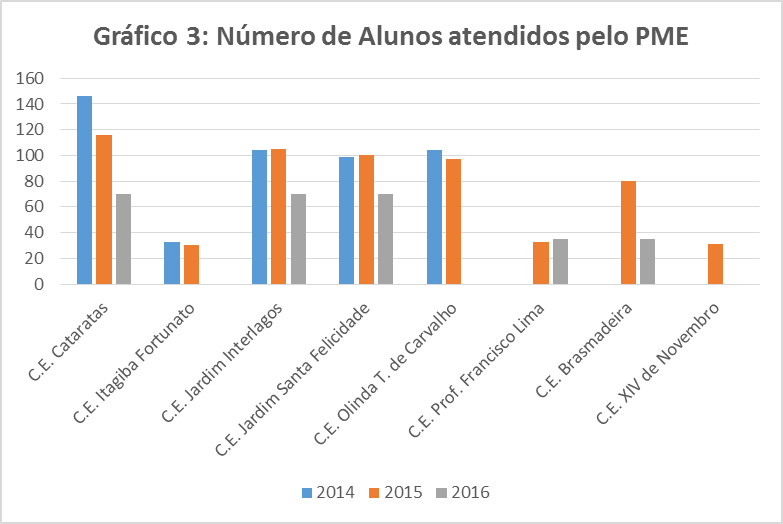 Gráfico 3: Número de Alunos atendidos pelo PME
160
140
120
100
80
60
40
20
0
C.E. Cataratas
C.E. Itagiba Fortunato
C.E. Jardim Interlagos
C.E. Jardim Santa Felicidade
C.E. Olinda T. de Carvalho
C.E. Prof. Francisco Lima
C.E. Brasmadeira
C.E. XIV de Novembro
2014 2015 2016